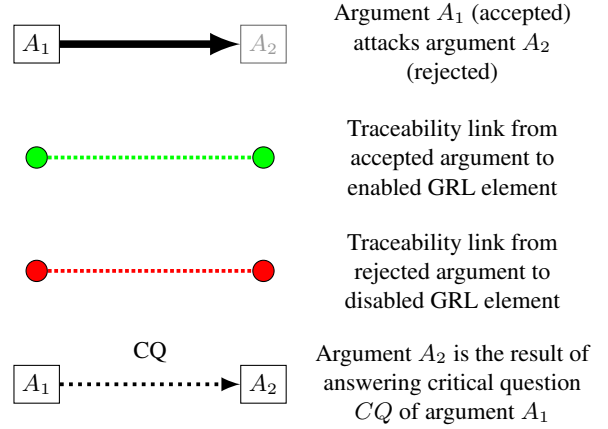 A₁
A₂
Argument A₁ (accepted)
attacks argument A₂
(rejected)
Traceability link from
accepted argument to
enabled GRL element
Traceability link from
rejected argument to
disabled GRL element
CQ
A₁
A₂
Argument A₂ is the result of
answering critical question
CQ of argument A₁